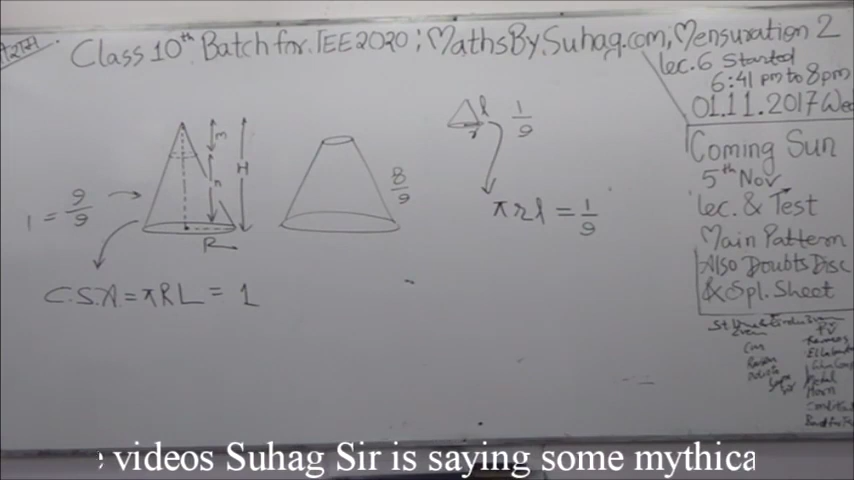 Class 10th Batch for IEE 2020; MathsBySuhag.com; Mensuration 2
Lec. 6 Started
6:41 pm to 8pm
01.11.2017 Wed
Coming Sun
5th Nov
Lec. & Test
Main Pattern
Also Doubts Disc
& Spl. Sheet
1 = 9/9
m
n
H
R
8/9
l
r
1/9
πrl = 1/9
C.S.A = πRL = 1
videos Suhag Sir is saying some mythica